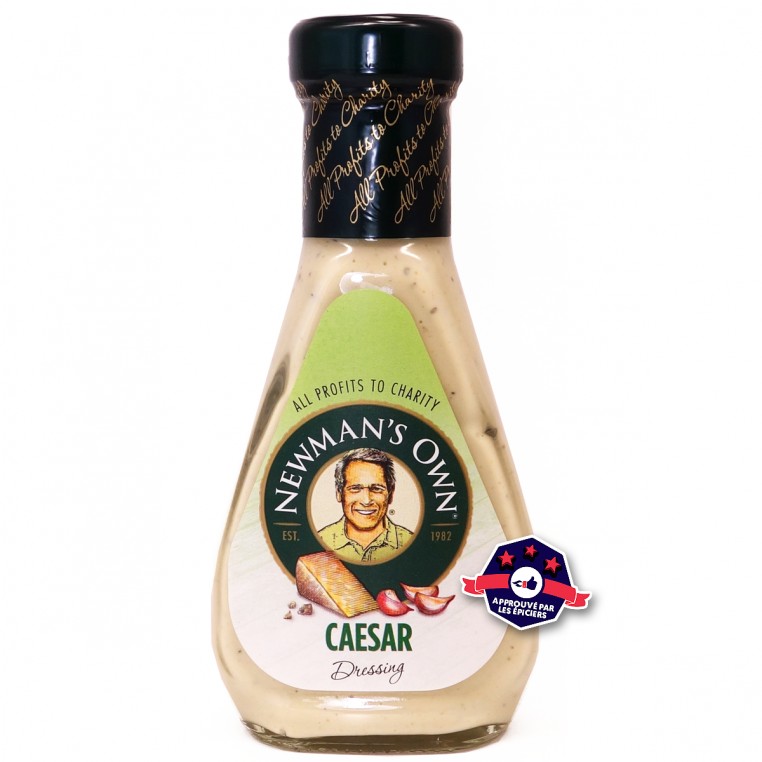 All Profits to Charity
All Profits to Charity
All Profits to Charity
ALL PROFITS TO CHARITY
NEWMAN'S OWN®
EST. 1982
CAESAR
Dressing
APPROUVÉ PAR
LES ÉPICIERS